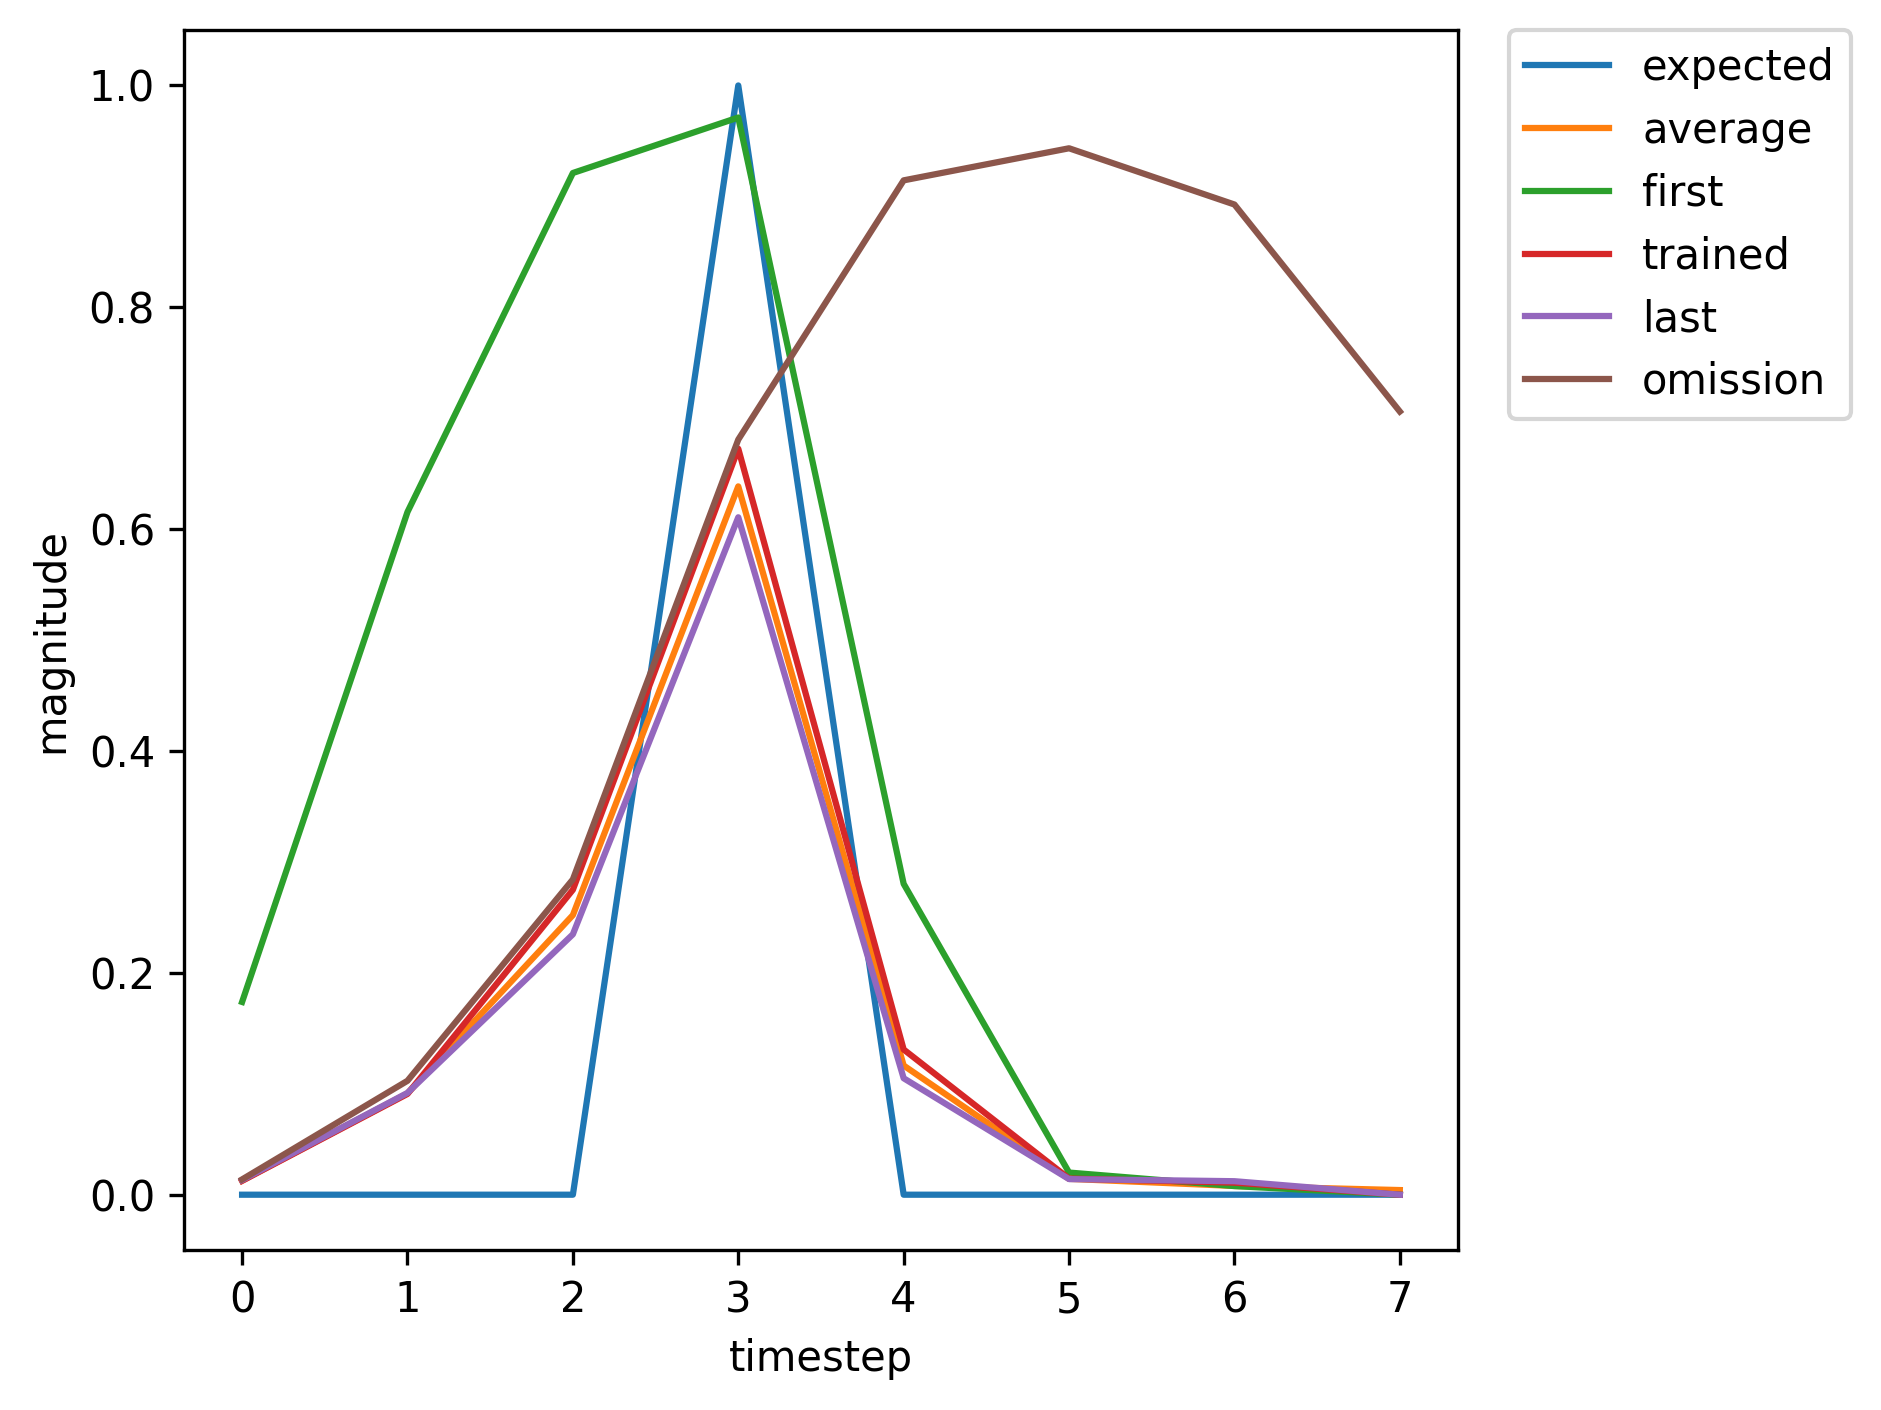 1.0
0.8
0.6
0.4
0.2
0.0
magnitude
0 1 2 3 4 5 6 7
timestep
expected
average
first
trained
last
omission